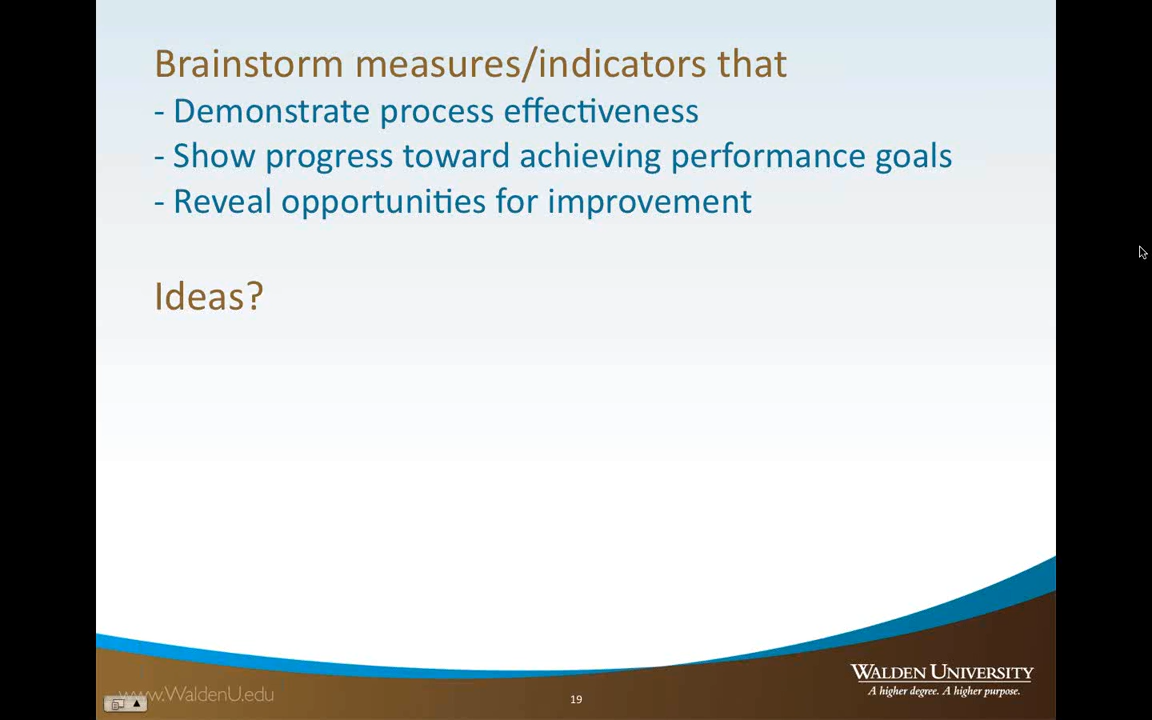 Brainstorm measures/indicators that
- Demonstrate process effectiveness
- Show progress toward achieving performance goals
- Reveal opportunities for improvement
Ideas?
www.WaldenU.edu
19
WALDEN UNIVERSITY
A higher degree. A higher purpose.